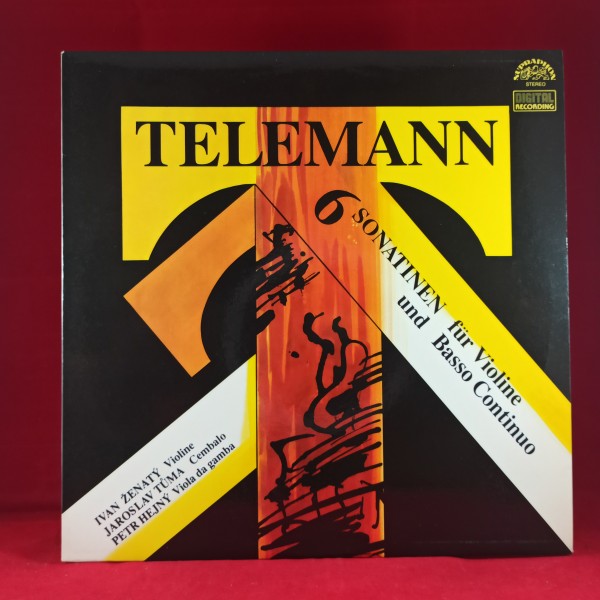 SUPRAPHON
STEREO
DIGITAL
RECORDING
TELEMANN
6 SONATINEN für Violine
und Basso Continuo
IVAN ŽENATÝ Violine
JAROSLAV TŮMA Cembalo
PETR HEJNÝ Viola da gamba